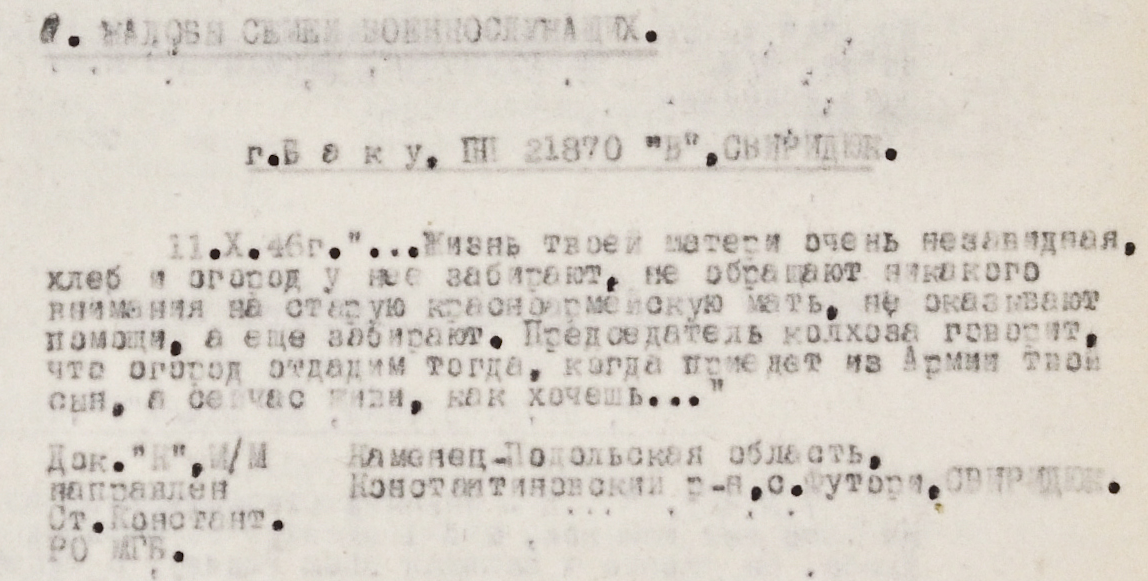 ЖАЛОБЫ СЕМЕЙ ВОЕННОСЛУЖАЩИХ.
г.Б а к у. ПП 21870 "В",СВИРИДЮК.
11.Х.46г."...Жизнь твоей матери очень незавидная,
хлеб и огород у нее забирают, не обращают никакого
внимания на старую красноармейскую мать, не оказывают
помощи, а еще забирают. Председатель колхоза говорит,
что огород отдадим тогда, когда приедет из Армии твой
сын, а сейчас живи, как хочешь..."
Док."К",М/М Каменец-Подольская область,
направлен Константиновский р-н,с.Футори,СВИРИДЮК.
Ст.Констант.
РО МГБ.